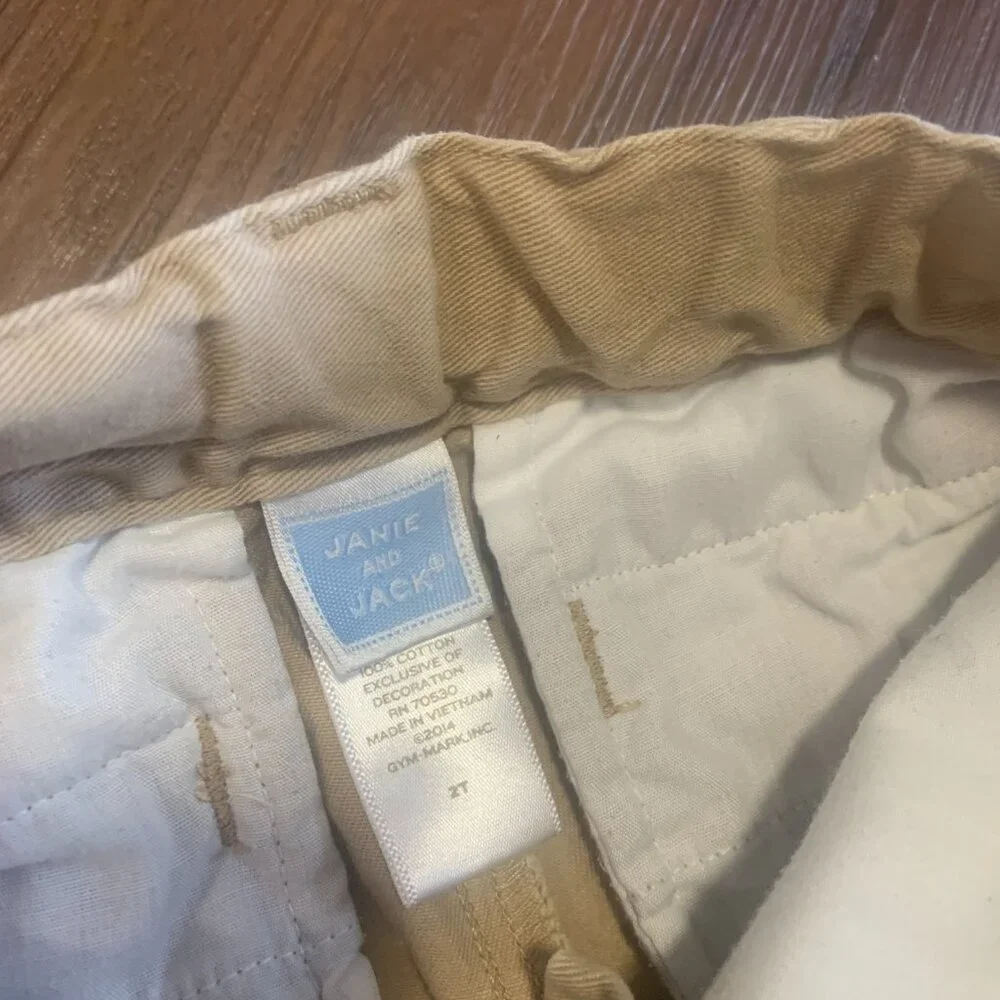 JANIE
AND
JACK®
100% COTTON
EXCLUSIVE OF
DECORATION
RN 70530
MADE IN VIETNAM
©2014
GYM-MARK, INC.
2T